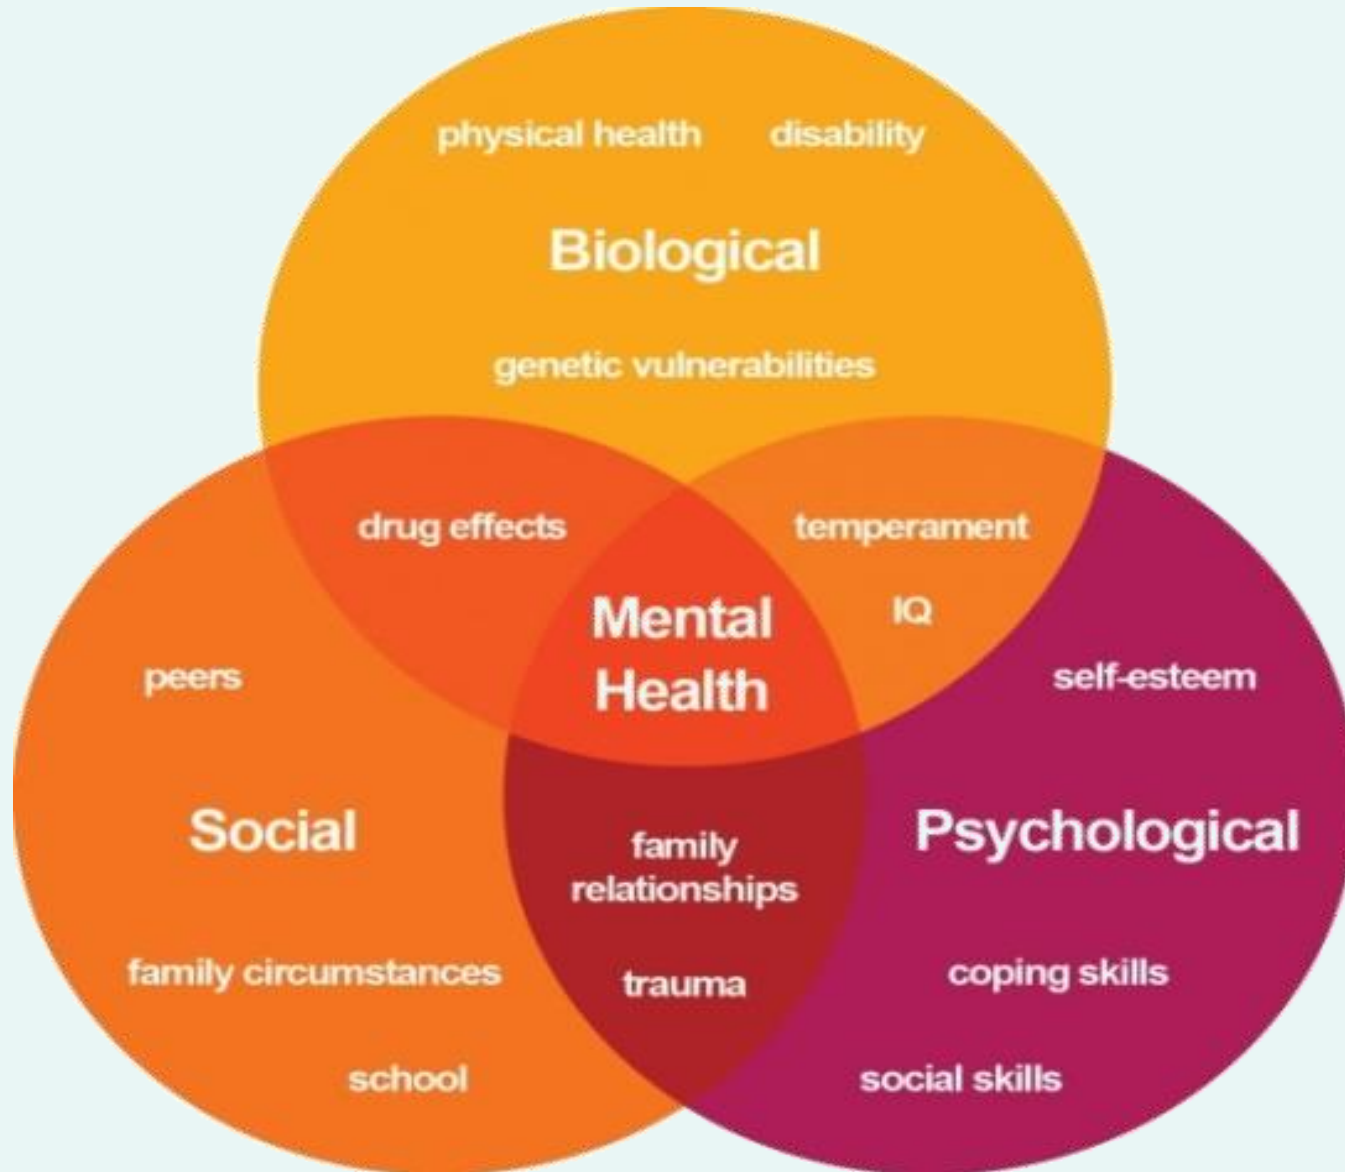 physical health disability
Biological
genetic vulnerabilities
drug effects temperament
Mental
Health
IQ
peers
self-esteem
Social
Psychological
family
relationships
family circumstances
trauma
coping skills
school
social skills